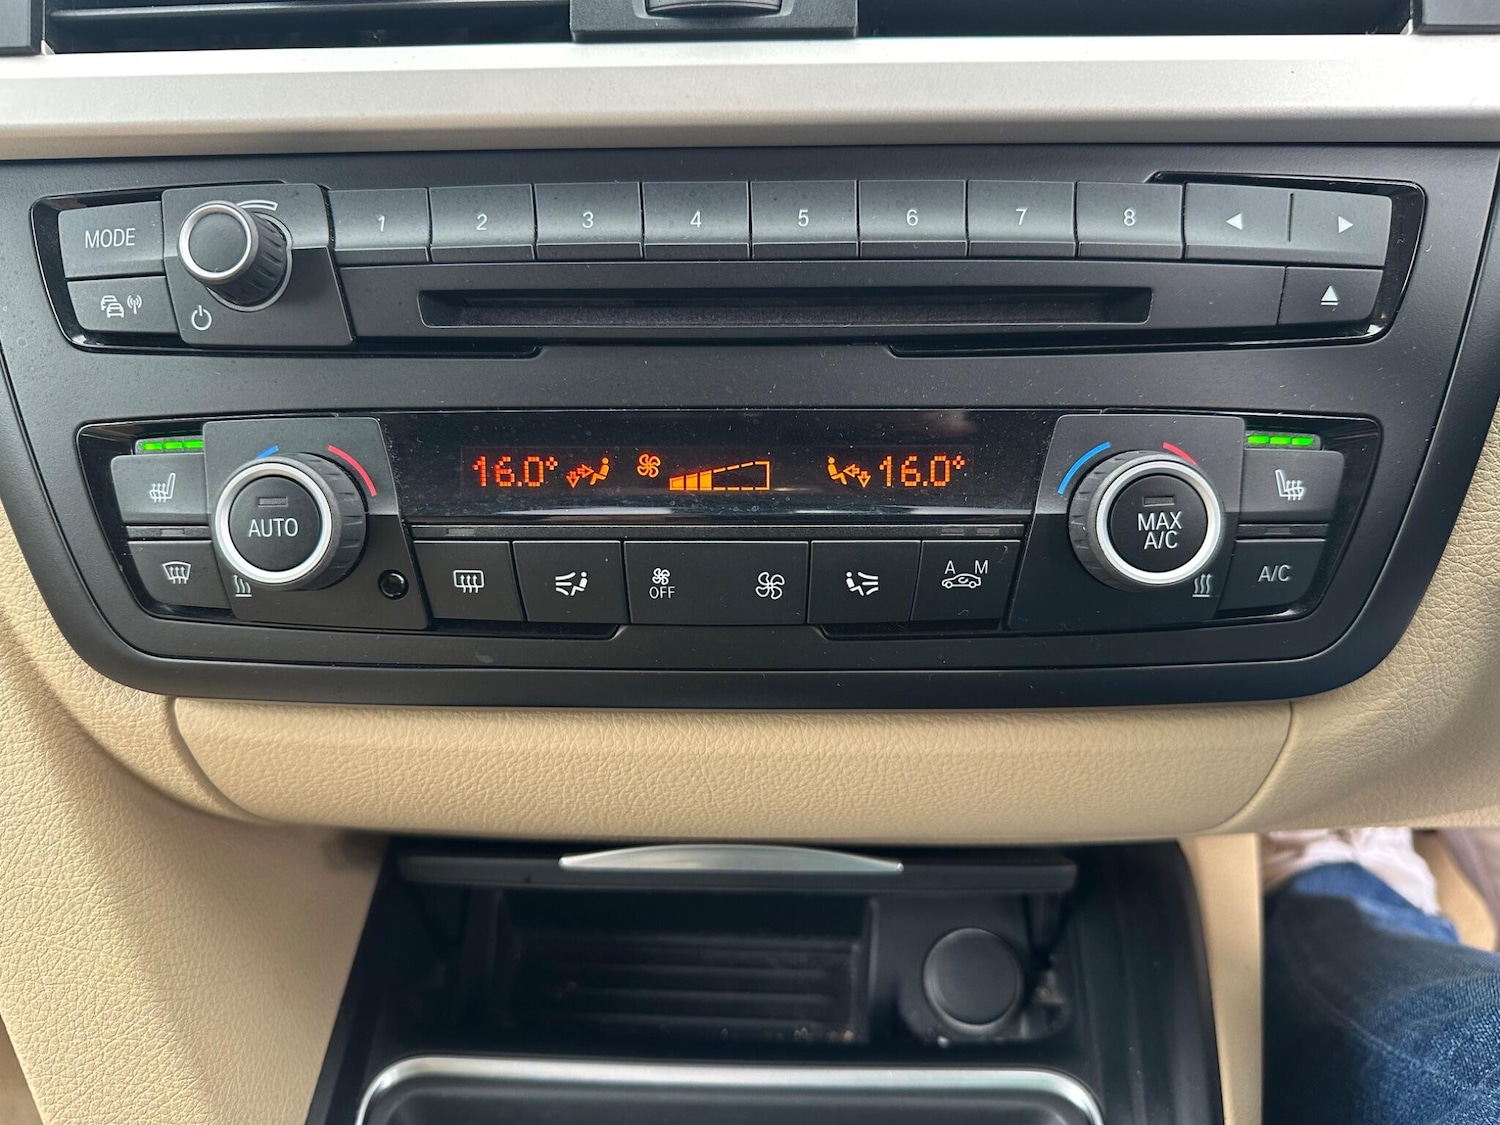 MODE
1 2 3 4 5 6 7 8
16.0° 16.0°
AUTO
MAX
A/C
OFF
A M
A/C